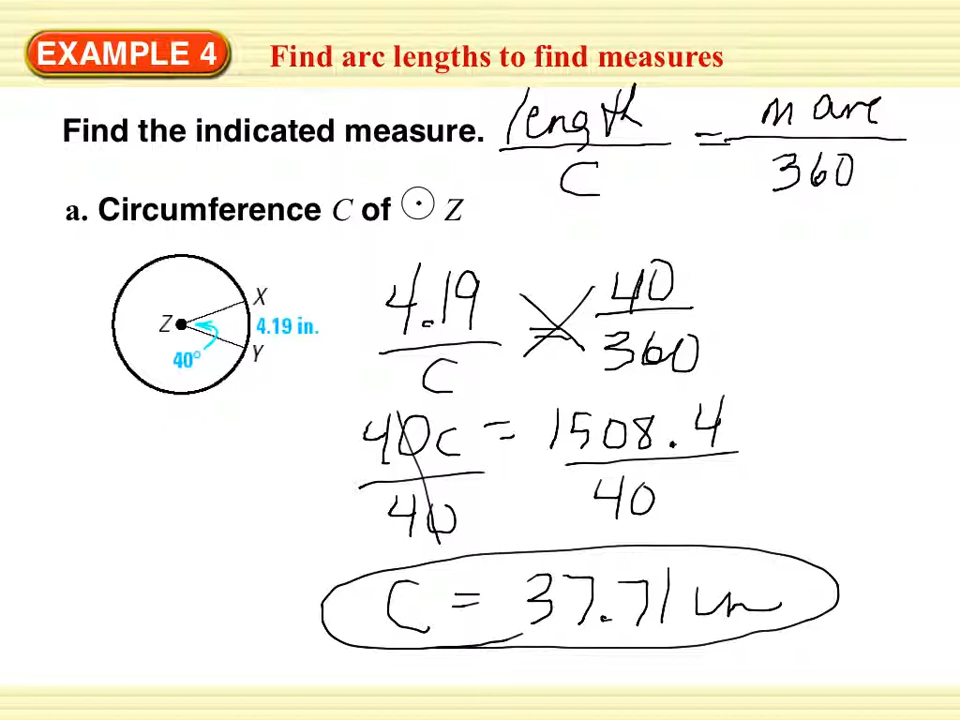 EXAMPLE 4 Find arc lengths to find measures
Find the indicated measure.
length / C = m arc / 360
a. Circumference C of ⊙ Z
X
Z
4.19 in.
40°
Y
4.19 / C = 40 / 360
40C / 40 = 1508.4 / 40
C = 37.71 in